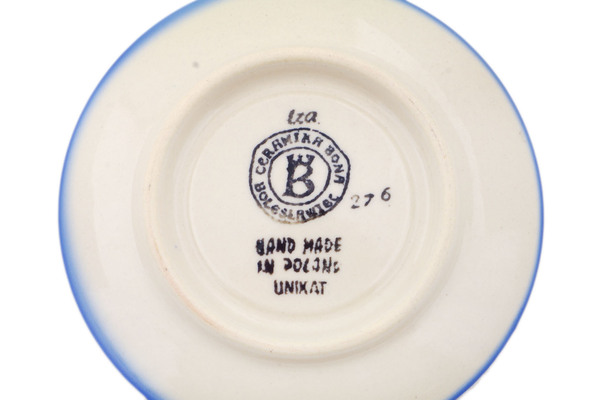 Iza.
CERAMIKA BONA
B
BOLESŁAWIEC
276
HAND MADE
IN POLAND
UNIKAT